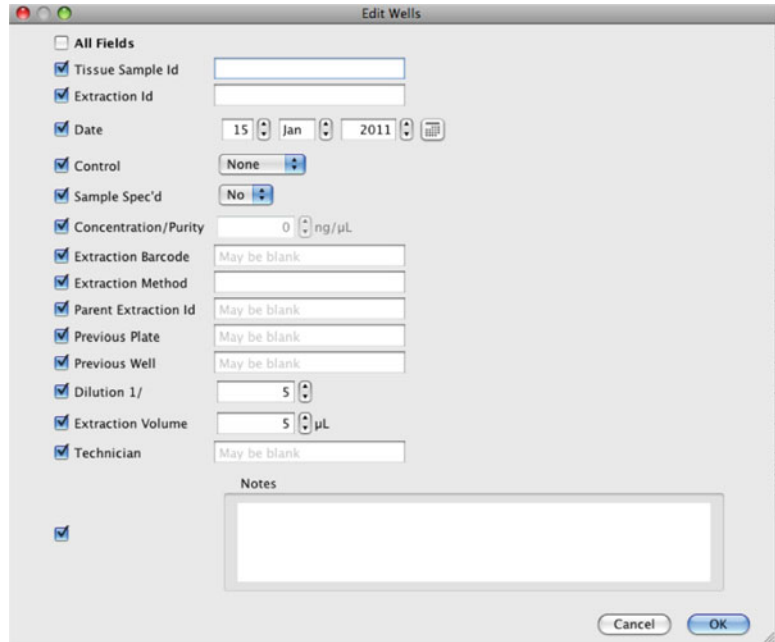 Edit Wells
All Fields
Tissue Sample Id
Extraction Id
Date 15 Jan 2011
Control None
Sample Spec'd No
Concentration/Purity 0 ng/µL
Extraction Barcode May be blank
Extraction Method
Parent Extraction Id May be blank
Previous Plate May be blank
Previous Well May be blank
Dilution 1/ 5
Extraction Volume 5 µL
Technician May be blank
Notes
Cancel OK